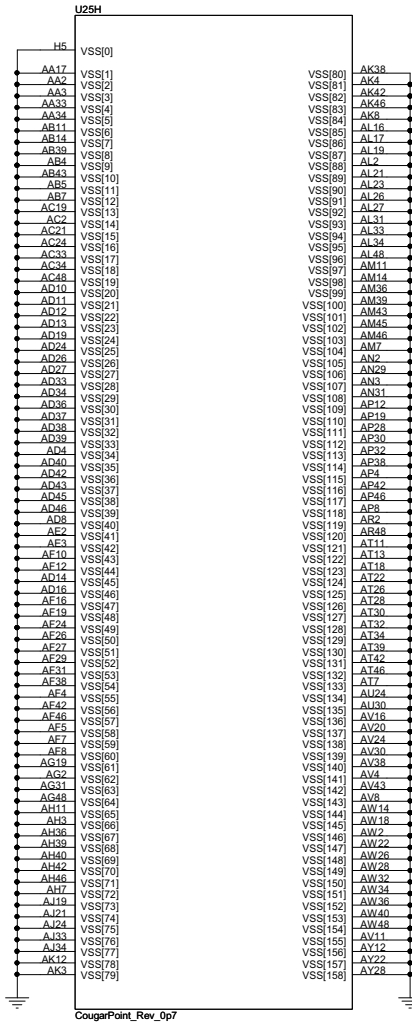 U25H
H5 VSS[0]
AA17 VSS[1] VSS[80] AK38
AA2 VSS[2] VSS[81] AK4
AA3 VSS[3] VSS[82] AK42
AA33 VSS[4] VSS[83] AK46
AA34 VSS[5] VSS[84] AK8
AB11 VSS[6] VSS[85] AL16
AB14 VSS[7] VSS[86] AL17
AB39 VSS[8] VSS[87] AL19
AB4 VSS[9] VSS[88] AL2
AB43 VSS[10] VSS[89] AL21
AB5 VSS[11] VSS[90] AL23
AB7 VSS[12] VSS[91] AL26
AC19 VSS[13] VSS[92] AL27
AC2 VSS[14] VSS[93] AL31
AC21 VSS[15] VSS[94] AL33
AC24 VSS[16] VSS[95] AL34
AC33 VSS[17] VSS[96] AL48
AC34 VSS[18] VSS[97] AM11
AC48 VSS[19] VSS[98] AM14
AD10 VSS[20] VSS[99] AM36
AD11 VSS[21] VSS[100] AM39
AD12 VSS[22] VSS[101] AM43
AD13 VSS[23] VSS[102] AM45
AD19 VSS[24] VSS[103] AM46
AD24 VSS[25] VSS[104] AM7
AD26 VSS[26] VSS[105] AN2
AD27 VSS[27] VSS[106] AN29
AD33 VSS[28] VSS[107] AN3
AD34 VSS[29] VSS[108] AN31
AD36 VSS[30] VSS[109] AP12
AD37 VSS[31] VSS[110] AP19
AD38 VSS[32] VSS[111] AP28
AD39 VSS[33] VSS[112] AP30
AD4 VSS[34] VSS[113] AP32
AD40 VSS[35] VSS[114] AP38
AD42 VSS[36] VSS[115] AP4
AD43 VSS[37] VSS[116] AP42
AD45 VSS[38] VSS[117] AP46
AD46 VSS[39] VSS[118] AP8
AD8 VSS[40] VSS[119] AR2
AE2 VSS[41] VSS[120] AR48
AE3 VSS[42] VSS[121] AT11
AF10 VSS[43] VSS[122] AT13
AF12 VSS[44] VSS[123] AT18
AD14 VSS[45] VSS[124] AT22
AD16 VSS[46] VSS[125] AT26
AF16 VSS[47] VSS[126] AT28
AF19 VSS[48] VSS[127] AT30
AF24 VSS[49] VSS[128] AT32
AF26 VSS[50] VSS[129] AT34
AF27 VSS[51] VSS[130] AT39
AF29 VSS[52] VSS[131] AT42
AF31 VSS[53] VSS[132] AT46
AF38 VSS[54] VSS[133] AT7
AF4 VSS[55] VSS[134] AU24
AF42 VSS[56] VSS[135] AU30
AF46 VSS[57] VSS[136] AV16
AF5 VSS[58] VSS[137] AV20
AF7 VSS[59] VSS[138] AV24
AF8 VSS[60] VSS[139] AV30
AG19 VSS[61] VSS[140] AV38
AG2 VSS[62] VSS[141] AV4
AG31 VSS[63] VSS[142] AV43
AG48 VSS[64] VSS[143] AV8
AH11 VSS[65] VSS[144] AW14
AH3 VSS[66] VSS[145] AW18
AH36 VSS[67] VSS[146] AW2
AH39 VSS[68] VSS[147] AW22
AH40 VSS[69] VSS[148] AW26
AH42 VSS[70] VSS[149] AW28
AH46 VSS[71] VSS[150] AW32
AH7 VSS[72] VSS[151] AW34
AJ19 VSS[73] VSS[152] AW36
AJ21 VSS[74] VSS[153] AW40
AJ24 VSS[75] VSS[154] AW48
AJ33 VSS[76] VSS[155] AV11
AJ34 VSS[77] VSS[156] AY12
AK12 VSS[78] VSS[157] AY22
AK3 VSS[79] VSS[158] AY28
CougarPoint_Rev_0p7